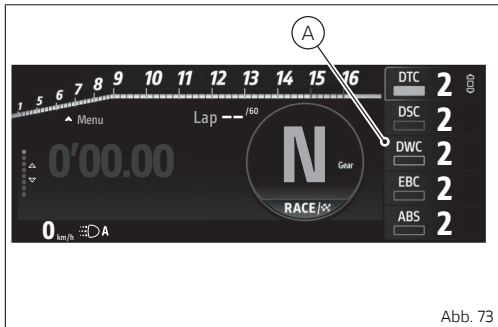 A
1 5 6 7 8 9 10 11 12 13 14 15 16
Menu
Lap --/60
0'00.00
N
Gear
RACE/
0 km/h A
DTC 2
DSC 2
DWC 2
EBC 2
ABS 2
Abb. 73